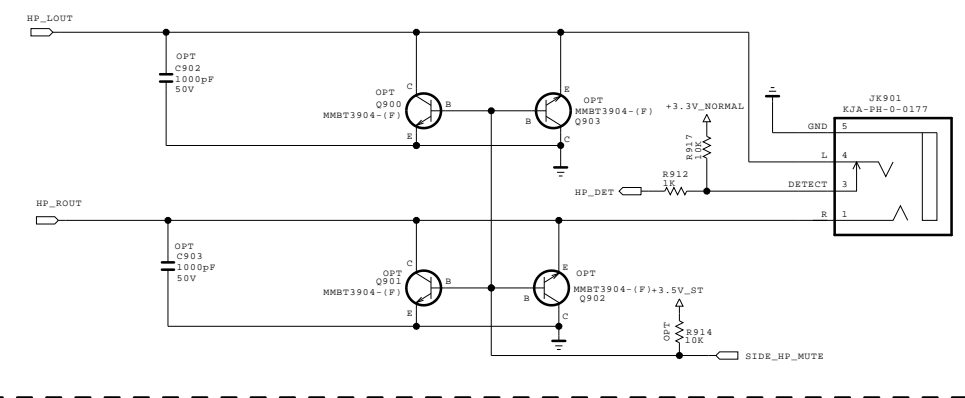 HP_LOUT
OPT
C902
1000pF
50V
C
OPT
Q900
MMBT3904-(F)
B
E
E
OPT
MMBT3904-(F)
Q903
B
C
+3.3V_NORMAL
R917
10K
R912
1K
HP_DET
JK901
KJA-PH-0-0177
GND 5
L 4
DETECT 3
R 1
HP_ROUT
OPT
C903
1000pF
50V
C
OPT
Q901
MMBT3904-(F)
B
E
E
OPT
MMBT3904-(F)
Q902
B
C
+3.5V_ST
OPT
R914
10K
SIDE_HP_MUTE